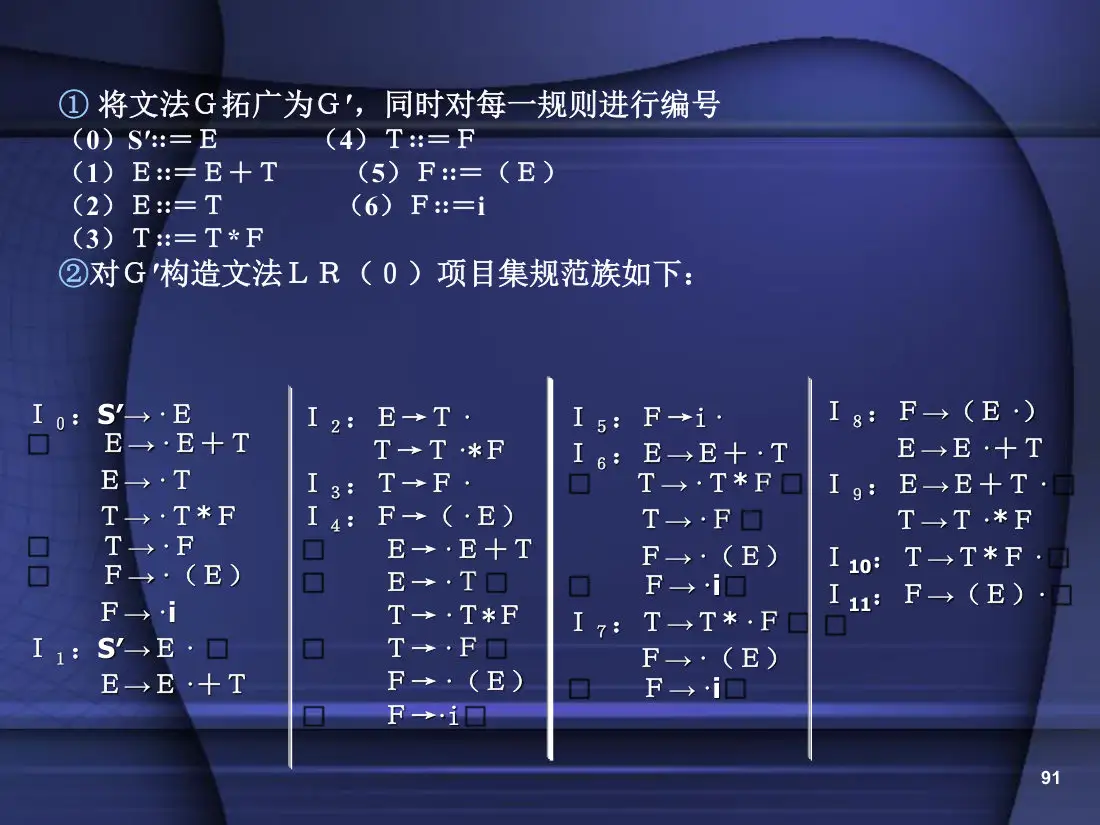 ① 将文法Ｇ拓广为Ｇ′，同时对每一规则进行编号
（0）S′::＝Ｅ （4）Ｔ::＝Ｆ
（1）Ｅ::＝Ｅ＋Ｔ （5）Ｆ::＝（Ｅ）
（2）Ｅ::＝Ｔ （6）Ｆ::＝i
（3）Ｔ::＝Ｔ*Ｆ
②对Ｇ′构造文法ＬＲ（0）项目集规范族如下：
Ｉ0：S′→·Ｅ
Ｅ→·Ｅ＋Ｔ
Ｅ→·Ｔ
Ｔ→·Ｔ*Ｆ
Ｔ→·Ｆ
Ｆ→·（Ｅ）
Ｆ→·i
Ｉ1：S′→Ｅ·
Ｅ→Ｅ·＋Ｔ
Ｉ2：Ｅ→Ｔ·
Ｔ→Ｔ·*Ｆ
Ｉ3：Ｔ→Ｆ·
Ｉ4：Ｆ→（·Ｅ）
Ｅ→·Ｅ＋Ｔ
Ｅ→·Ｔ
Ｔ→·Ｔ*Ｆ
Ｔ→·Ｆ
Ｆ→·（Ｅ）
Ｆ→·i
Ｉ5：Ｆ→i·
Ｉ6：Ｅ→Ｅ＋·Ｔ
Ｔ→·Ｔ*Ｆ
Ｔ→·Ｆ
Ｆ→·（Ｅ）
Ｆ→·i
Ｉ7：Ｔ→Ｔ*·Ｆ
Ｆ→·（Ｅ）
Ｆ→·i
Ｉ8：Ｆ→（Ｅ·）
Ｅ→Ｅ·＋Ｔ
Ｉ9：Ｅ→Ｅ＋Ｔ·
Ｔ→Ｔ·*Ｆ
Ｉ10：Ｔ→Ｔ*Ｆ·
Ｉ11：Ｆ→（Ｅ）·
91